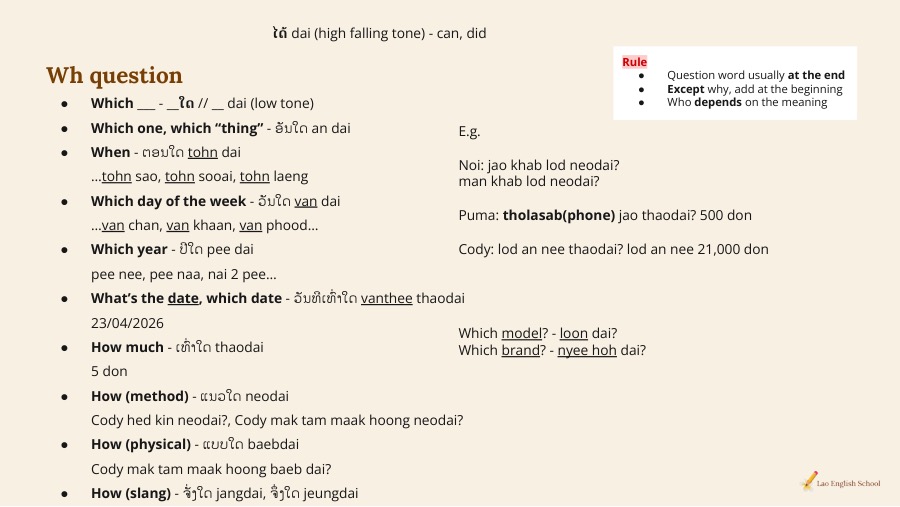 ໄດ້ dai (high falling tone) - can, did
Wh question
Rule
● Question word usually at the end
● Except why, add at the beginning
● Who depends on the meaning
● Which ___ - __ໃດ // __ dai (low tone)
● Which one, which “thing” - ອັນໃດ an dai
● When - ຕອນໃດ tohn dai
...tohn sao, tohn sooai, tohn laeng
● Which day of the week - ວັນໃດ van dai
...van chan, van khaan, van phood...
● Which year - ປີໃດ pee dai
pee nee, pee naa, nai 2 pee...
● What’s the date, which date - ວັນທີເທົ່າໃດ vanthee thaodai
23/04/2026
● How much - ເທົ່າໃດ thaodai
5 don
● How (method) - ແນວໃດ neodai
Cody hed kin neodai?, Cody mak tam maak hoong neodai?
● How (physical) - ແບບໃດ baebdai
Cody mak tam maak hoong baeb dai?
● How (slang) - ຈັ່ງໃດ jangdai, ຈຶ່ງໃດ jeungdai
E.g.
Noi: jao khab lod neodai?
man khab lod neodai?
Puma: tholasab(phone) jao thaodai? 500 don
Cody: lod an nee thaodai? lod an nee 21,000 don
Which model? - loon dai?
Which brand? - nyee hoh dai?
Lao English School